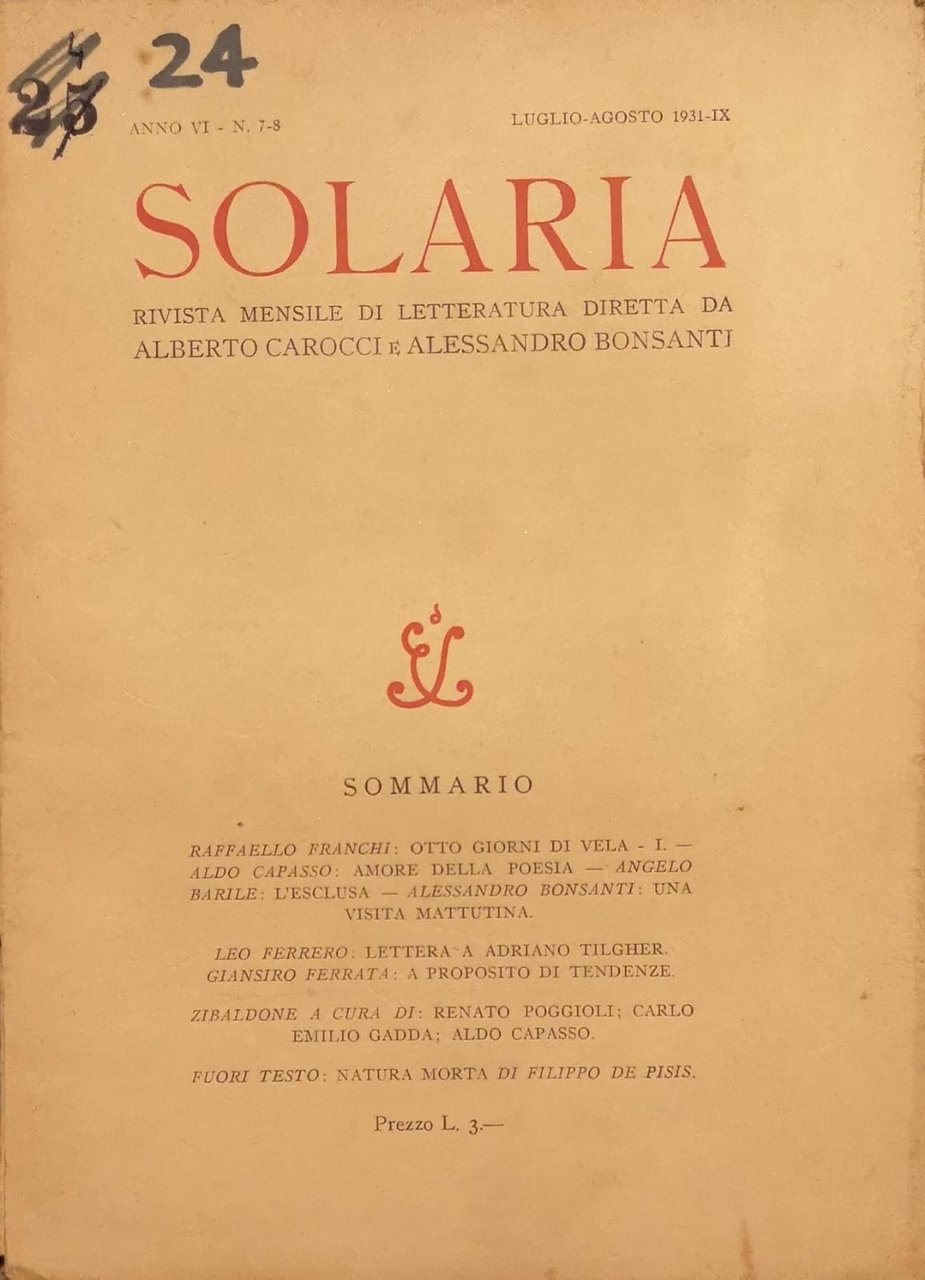 24
25
4
ANNO VI - N. 7-8
LUGLIO-AGOSTO 1931-IX
SOLARIA
RIVISTA MENSILE DI LETTERATURA DIRETTA DA
ALBERTO CAROCCI E ALESSANDRO BONSANTI
SOMMARIO
RAFFAELLO FRANCHI: OTTO GIORNI DI VELA - I. —
ALDO CAPASSO: AMORE DELLA POESIA — ANGELO
BARILE: L'ESCLUSA — ALESSANDRO BONSANTI: UNA
VISITA MATTUTINA.
LEO FERRERO: LETTERA A ADRIANO TILGHER.
GIANSIRO FERRATA: A PROPOSITO DI TENDENZE.
ZIBALDONE A CURA DI: RENATO POGGIOLI; CARLO
EMILIO GADDA; ALDO CAPASSO.
FUORI TESTO: NATURA MORTA DI FILIPPO DE PISIS.
Prezzo L. 3.—